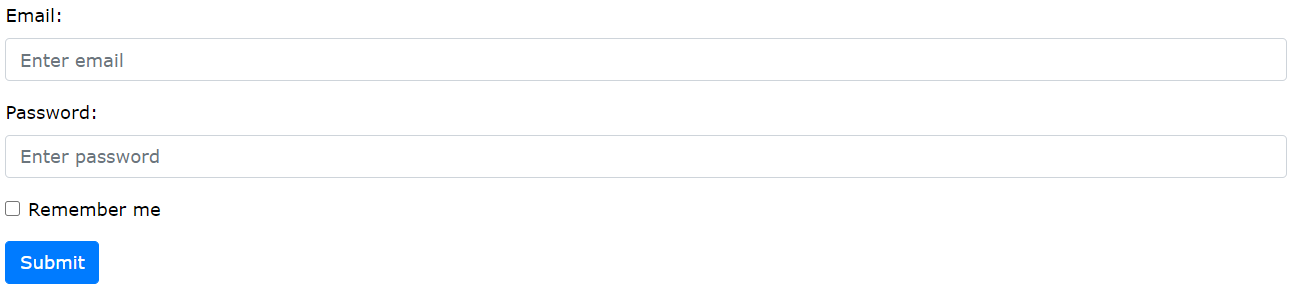 Email:
Enter email
Password:
Enter password
Remember me
Submit